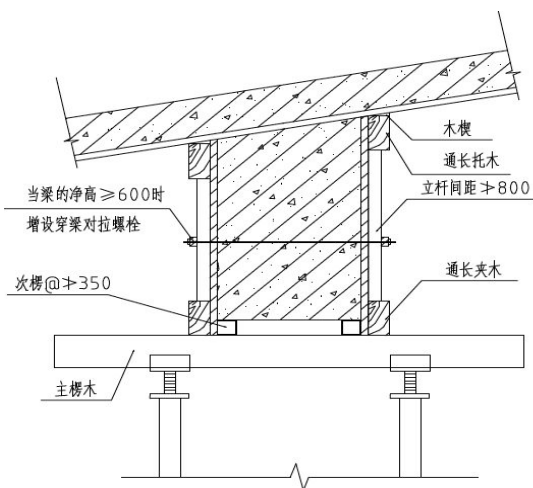 木楔
通长托木
当梁的净高≥600时
增设穿梁对拉螺栓
立杆间距≯800
次楞@≯350
通长夹木
主楞木